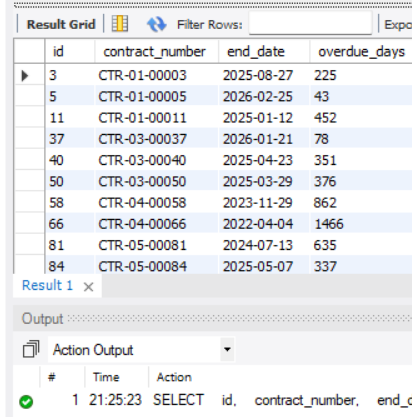 Result Grid Filter Rows: Expo
id contract_number end_date overdue_days
3 CTR-01-00003 2025-08-27 225
5 CTR-01-00005 2026-02-25 43
11 CTR-01-00011 2025-01-12 452
37 CTR-03-00037 2026-01-21 78
40 CTR-03-00040 2025-04-23 351
50 CTR-03-00050 2025-03-29 376
58 CTR-04-00058 2023-11-29 862
66 CTR-04-00066 2022-04-04 1466
81 CTR-05-00081 2024-07-13 635
84 CTR-05-00084 2025-05-07 337
Result 1
Output
Action Output
# Time Action
1 21:25:23 SELECT id, contract_number, end_d